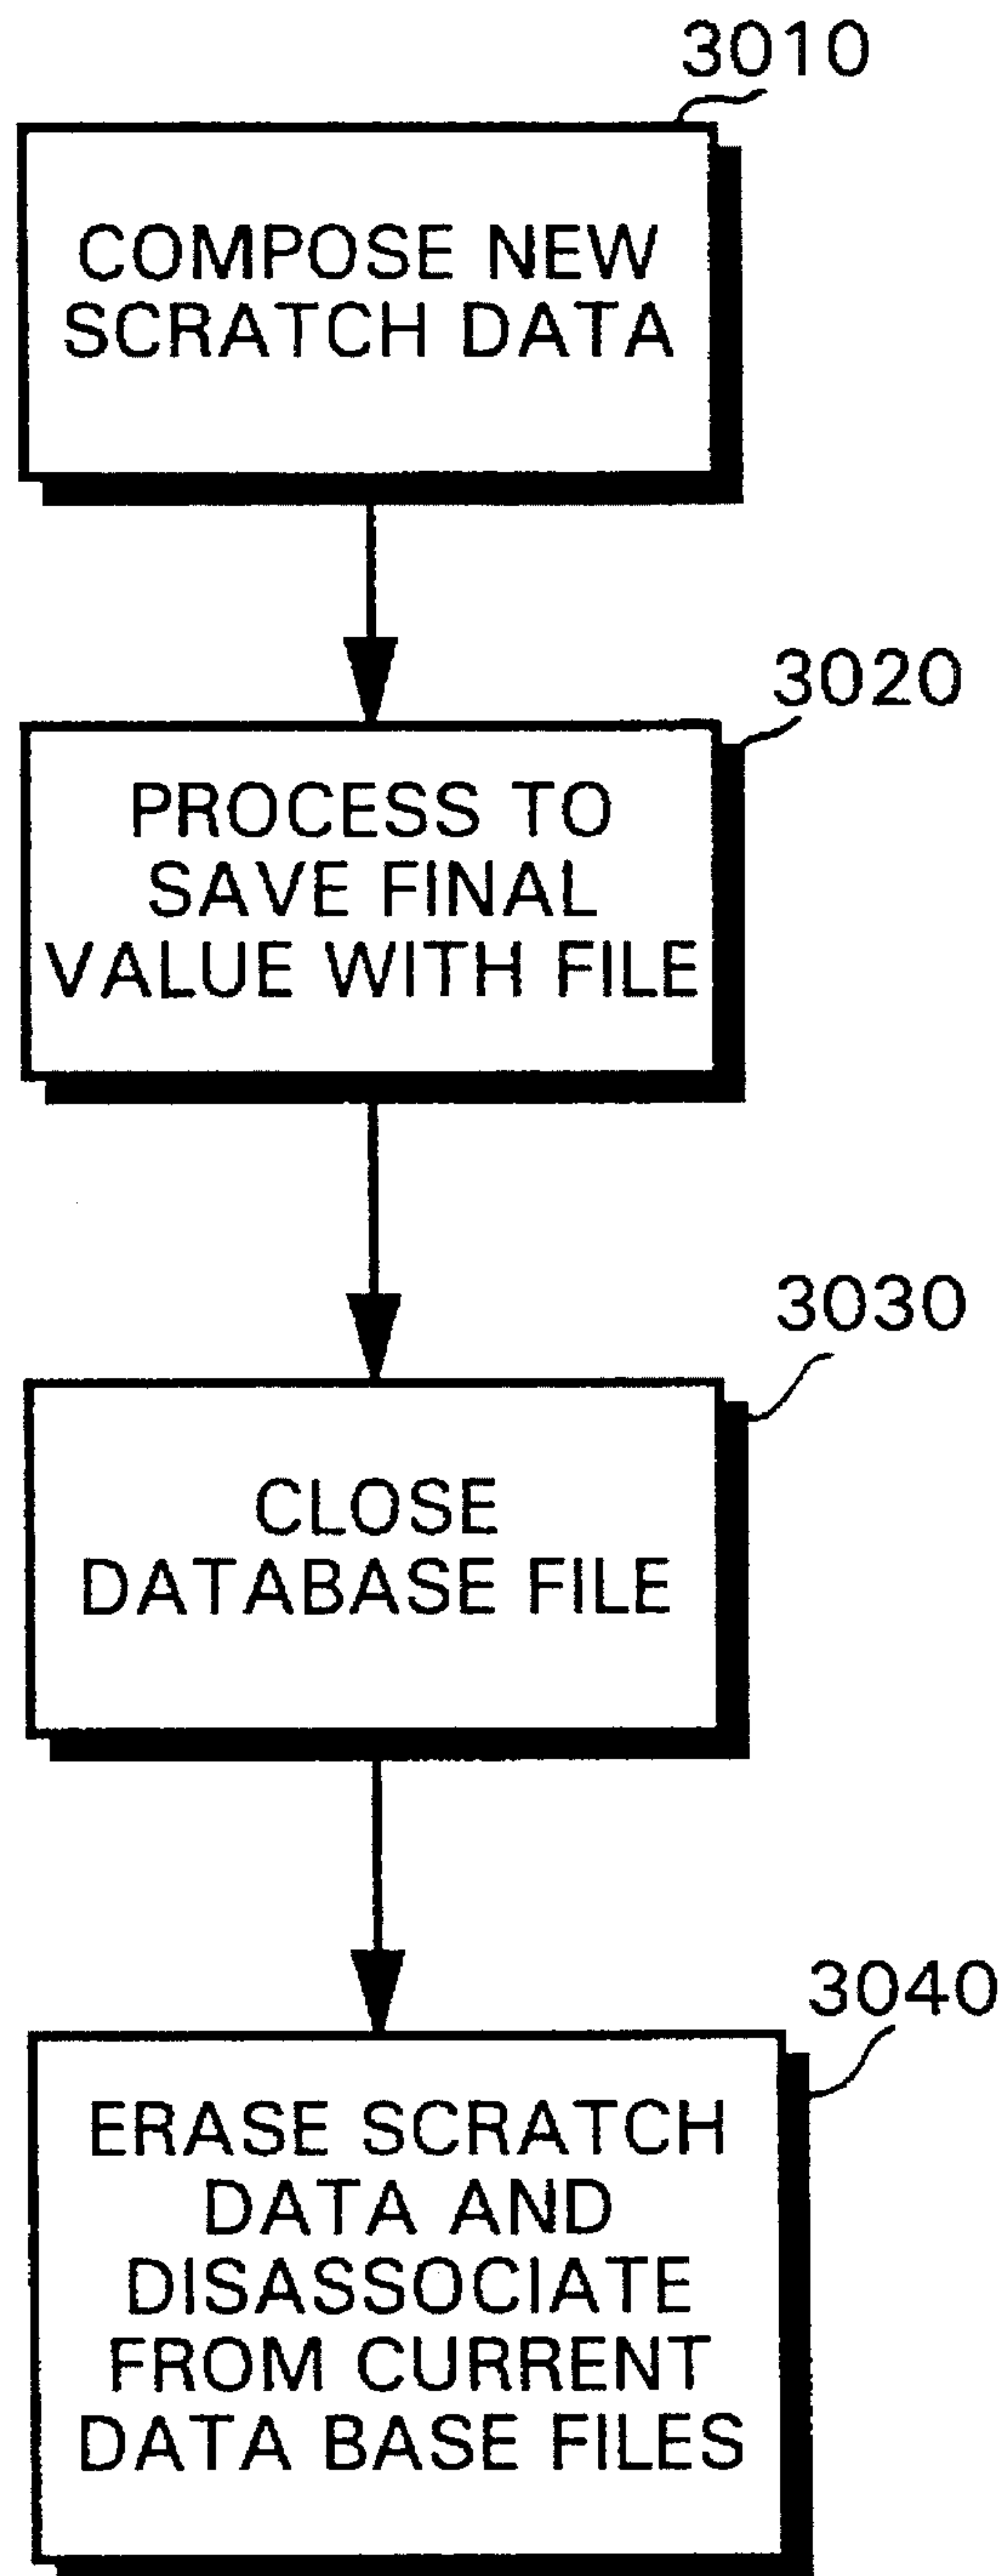 3010
COMPOSE NEW
SCRATCH DATA
3020
PROCESS TO
SAVE FINAL
VALUE WITH FILE
3030
CLOSE
DATABASE FILE
3040
ERASE SCRATCH
DATA AND
DISASSOCIATE
FROM CURRENT
DATA BASE FILES